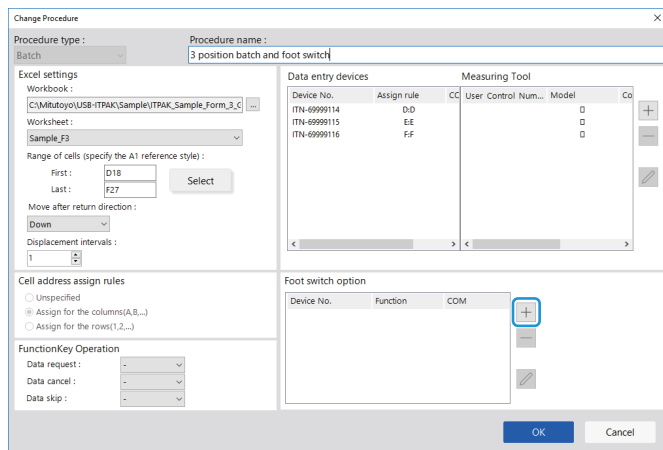 Change Procedure
Procedure type :
Procedure name :
Batch
3 position batch and foot switch
Excel settings
Workbook :
C:\Mitutoyo\USB-ITPAK\Sample\ITPAK_Sample_Form_3_C
...
Worksheet :
Sample_F3
Range of cells (specify the A1 reference style) :
First :
D18
Last :
F27
Select
Move after return direction :
Down
Displacement intervals :
1
Data entry devices
Device No. Assign rule CC
ITN-69999114 D:D
ITN-69999115 E:E
ITN-69999116 F:F
Measuring Tool
User Control Num... Model Co
Cell address assign rules
Unspecified
Assign for the columns(A,B,...)
Assign for the rows(1,2,...)
FunctionKey Operation
Data request : -
Data cancel : -
Data skip : -
Foot switch option
Device No. Function COM
OK
Cancel